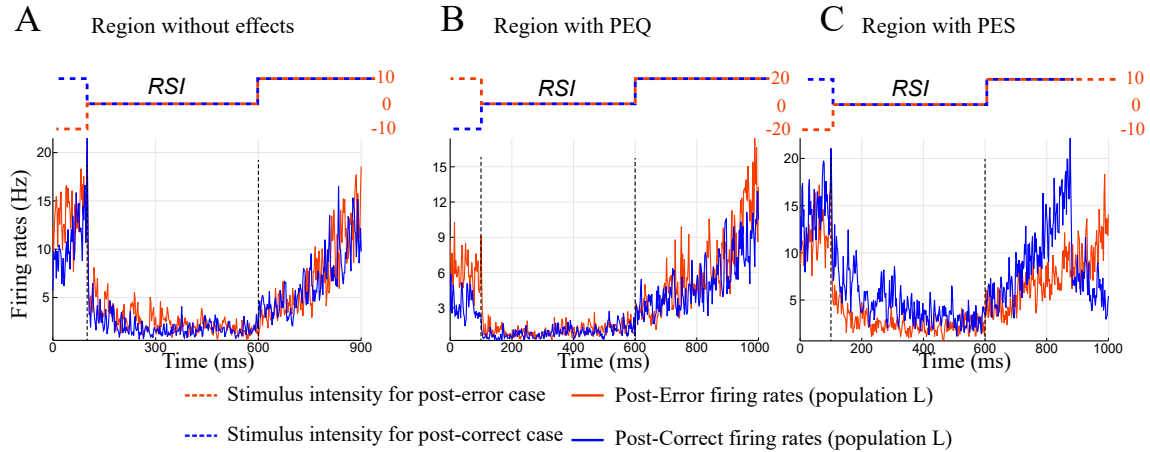 A Region without effects
B Region with PEQ
C Region with PES
RSI
10
0
-10
RSI
20
0
-20
RSI
10
0
-10
Firing rates (Hz)
20
15
10
5
0
300
600
900
Time (ms)
15
12
9
6
3
0
200
400
600
800
1000
Time (ms)
20
15
10
5
0
200
400
600
800
1000
Time (ms)
Stimulus intensity for post-error case
Post-Error firing rates (population L)
Stimulus intensity for post-correct case
Post-Correct firing rates (population L)